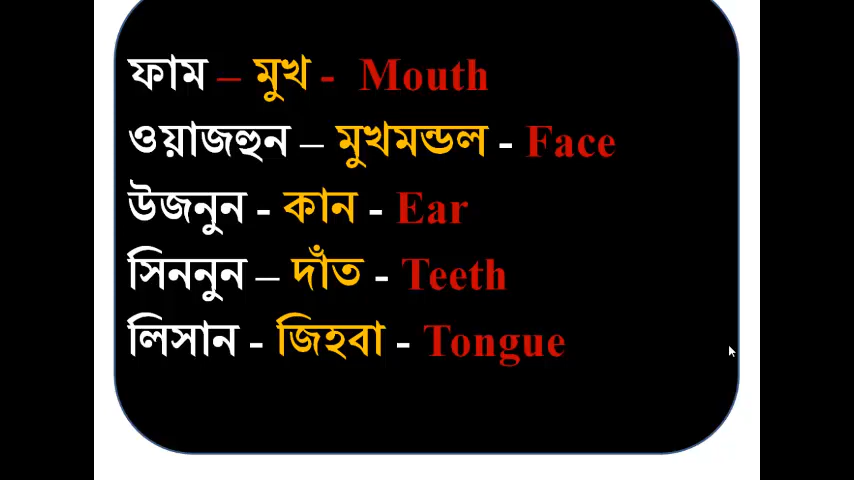 ফাম – মুখ - Mouth
ওয়াজহুন – মুখমন্ডল - Face
উজনুন - কান - Ear
সিননুন – দাঁত - Teeth
লিসান - জিহবা - Tongue